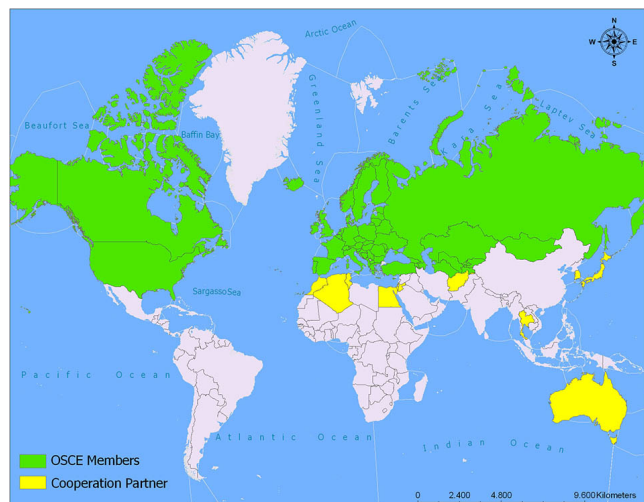 Arctic Ocean
N
W E
S
Greenland Sea
Barents Sea
Kara Sea
Laptev Sea
Beaufort Sea
Baffin Bay
Sargasso Sea
Pacific Ocean
Atlantic Ocean
Indian Ocean
OSCE Members
Cooperation Partner
0 2.400 4.800 9.600 Kilometers